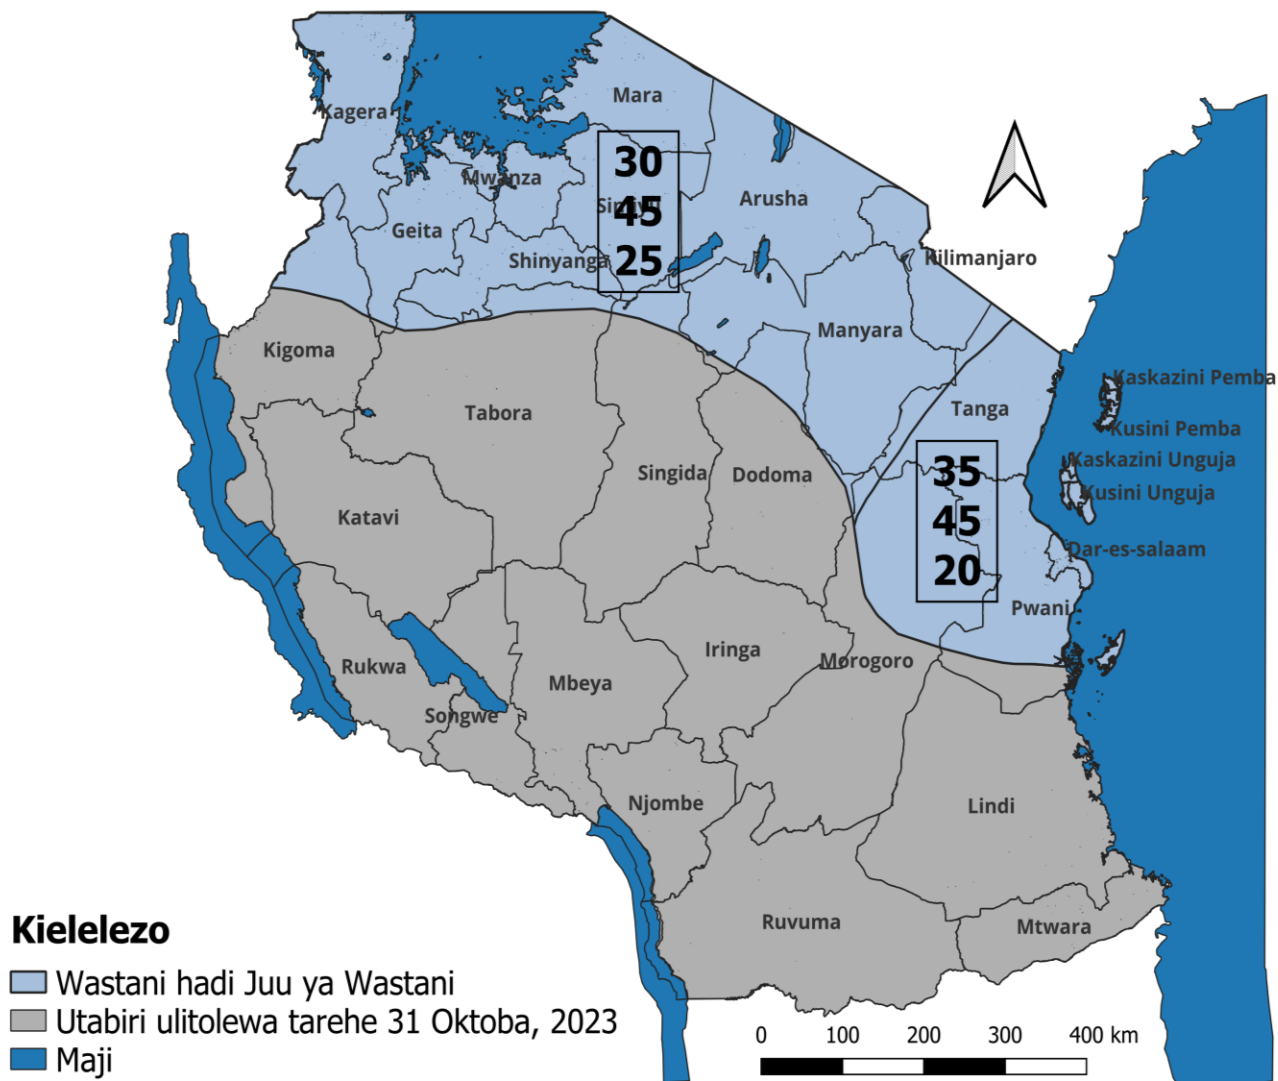 Mara
Kagera
30
Mwanza
Simiyu
45
Arusha
Geita
Shinyanga
25
Kilimanjaro
Manyara
Kigoma
Kaskazini Pemba
Tanga
Tabora
Kusini Pemba
Kaskazini Unguja
35
Singida
Dodoma
Kusini Unguja
Katavi
45
Dar-es-salaam
20
Pwani
Iringa
Morogoro
Rukwa
Mbeya
Songwe
Njombe
Lindi
Ruvuma
Mtwara
Kielelezo
Wastani hadi Juu ya Wastani
Utabiri ulitolewa tarehe 31 Oktoba, 2023
Maji
0 100 200 300 400 km